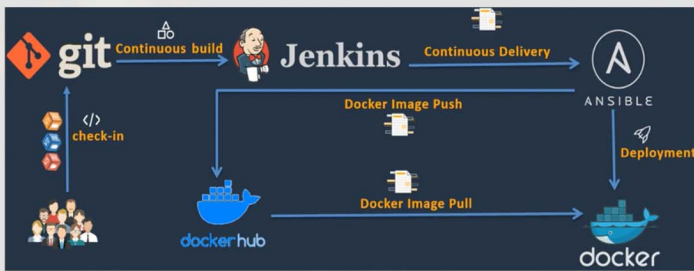 git
Continuous build
Jenkins
Continuous Delivery
ANSIBLE
</>
check-in
Docker Image Push
Deployment
dockerhub
Docker Image Pull
docker